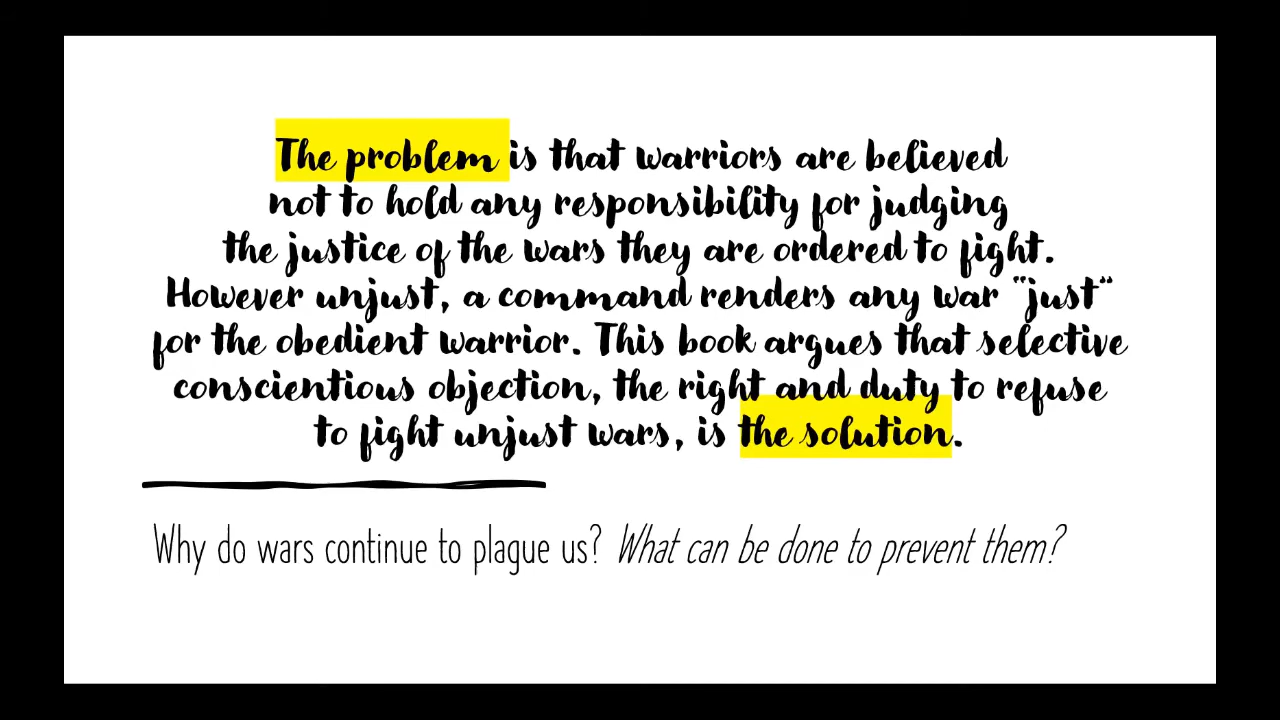 The problem is that warriors are believed
not to hold any responsibility for judging
the justice of the wars they are ordered to fight.
However unjust, a command renders any war "just"
for the obedient warrior. This book argues that selective
conscientious objection, the right and duty to refuse
to fight unjust wars, is the solution.
Why do wars continue to plague us? What can be done to prevent them?